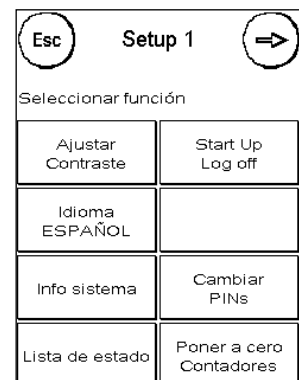 Esc
Setup 1
Seleccionar función
Ajustar
Contraste
Start Up
Log off
Idioma
ESPAÑOL
Info sistema
Cambiar
PINs
Lista de estado
Poner a cero
Contadores